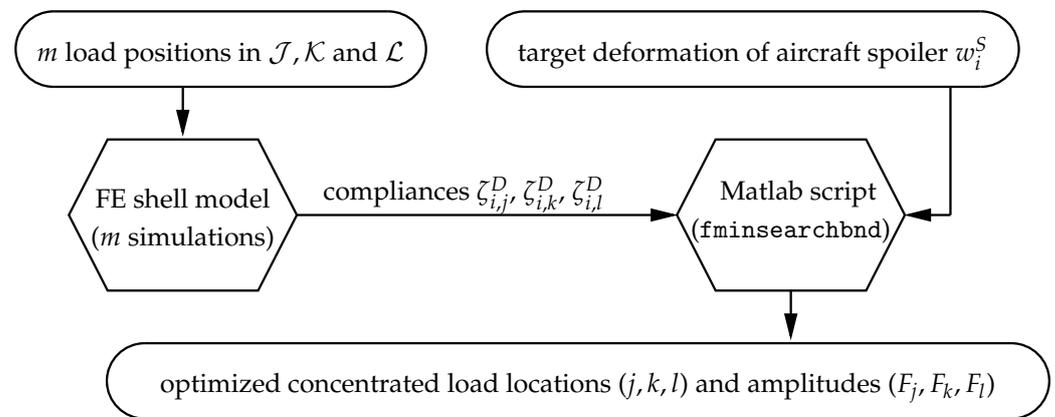 m load positions in 𝒥, 𝒦 and ℒ
target deformation of aircraft spoiler w_i^S
FE shell model
(m simulations)
compliances ζ_{i,j}^D, ζ_{i,k}^D, ζ_{i,l}^D
Matlab script
(fminsearchbnd)
optimized concentrated load locations (j, k, l) and amplitudes (F_j, F_k, F_l)